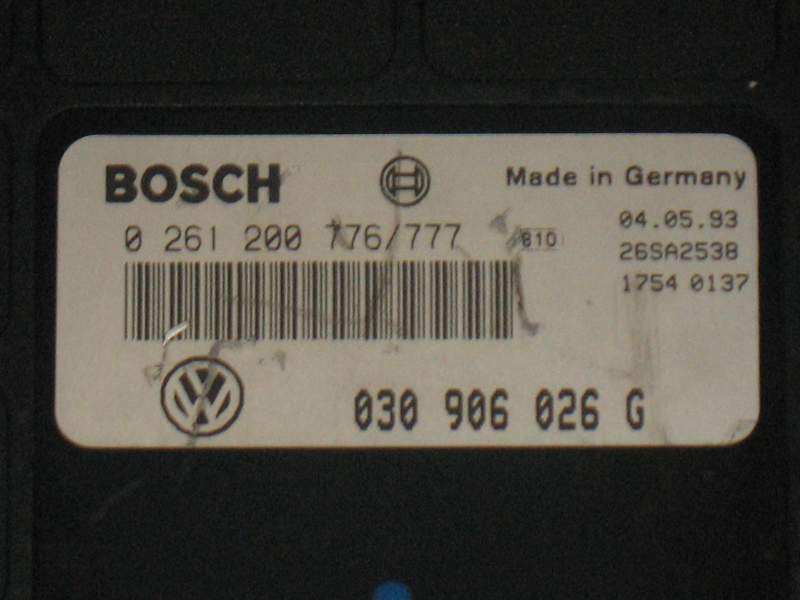 BOSCH
Made in Germany
0 261 200 776/777
810
04.05.93
26SA2538
1754 0137
VW
030 906 026 G